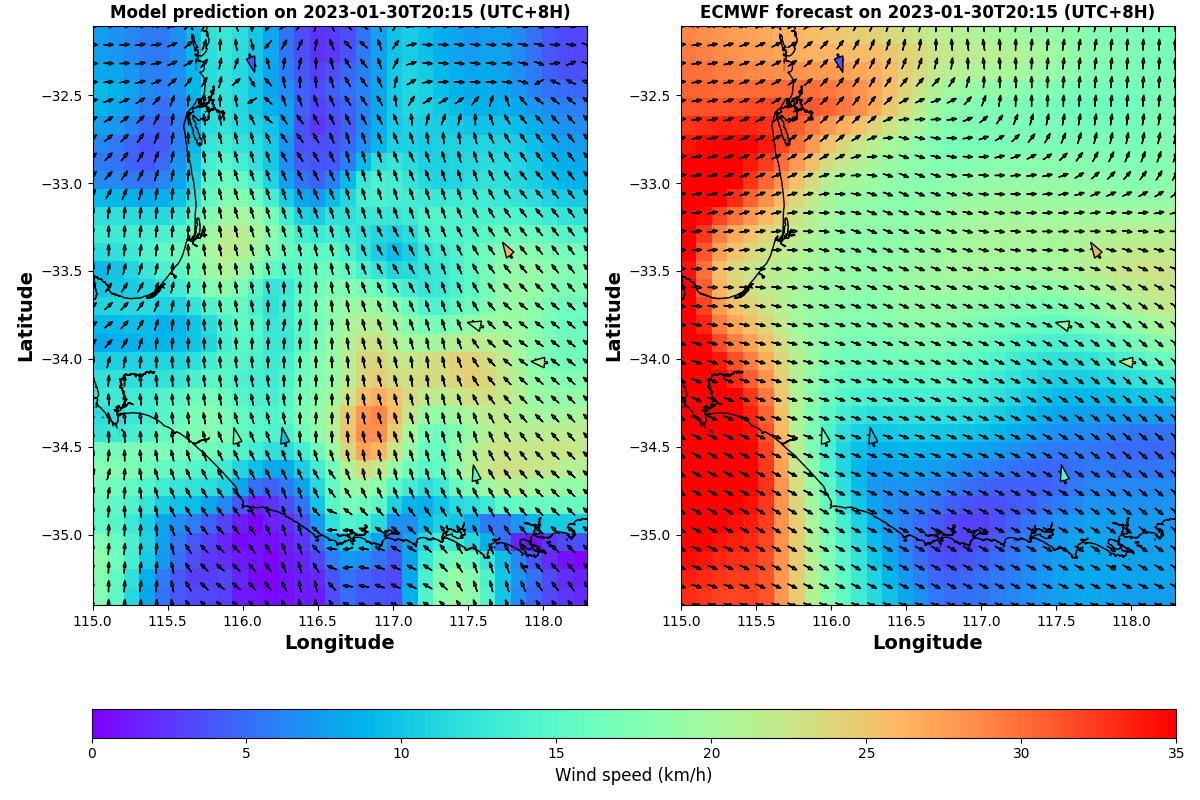 Model prediction on 2023-01-30T20:15 (UTC+8H)
ECMWF forecast on 2023-01-30T20:15 (UTC+8H)
−32.5
−33.0
−33.5
−34.0
−34.5
−35.0
Latitude
115.0 115.5 116.0 116.5 117.0 117.5 118.0
Longitude
−32.5
−33.0
−33.5
−34.0
−34.5
−35.0
Latitude
115.0 115.5 116.0 116.5 117.0 117.5 118.0
Longitude
0 5 10 15 20 25 30 35
Wind speed (km/h)